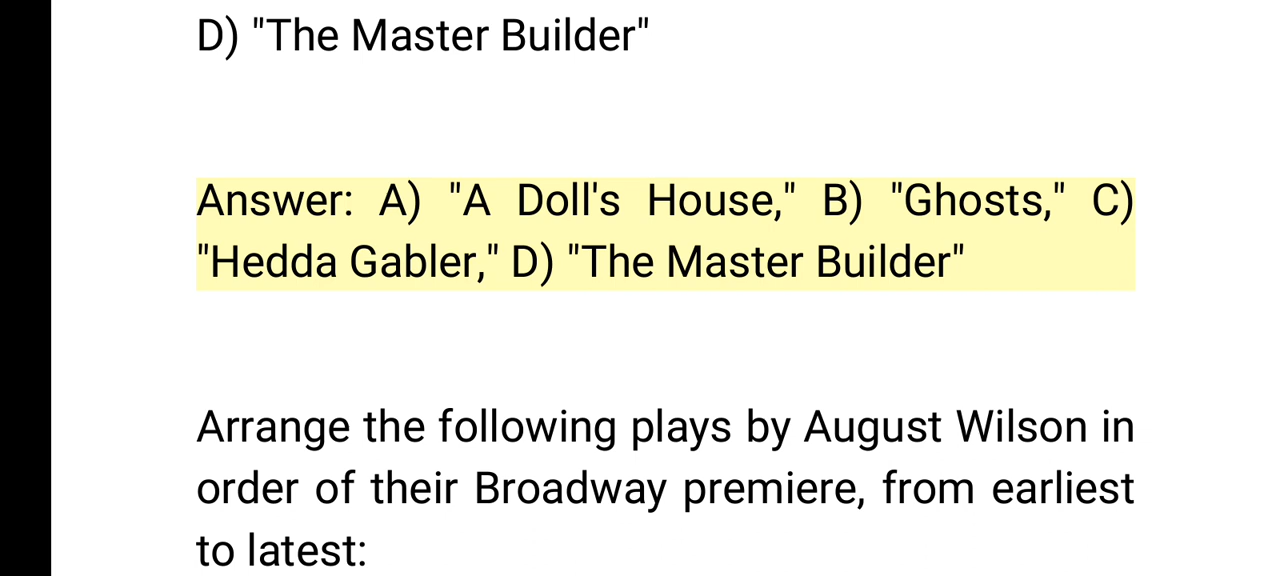 D) "The Master Builder"
Answer: A) "A Doll's House," B) "Ghosts," C)
"Hedda Gabler," D) "The Master Builder"
Arrange the following plays by August Wilson in
order of their Broadway premiere, from earliest
to latest: